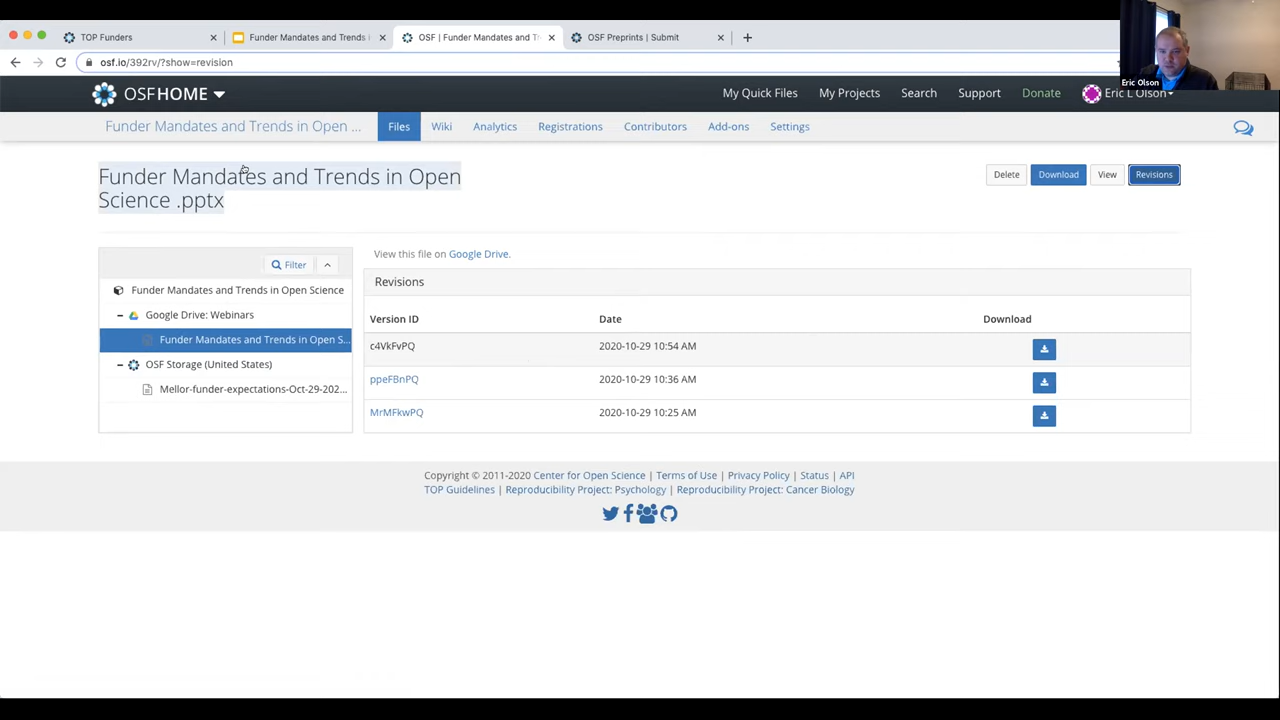 TOP Funders
Funder Mandates and Trends i
OSF | Funder Mandates and Tr
OSF Preprints | Submit
osf.io/392rv/?show=revision
Eric Olson
OSFHOME
My Quick Files
My Projects
Search
Support
Donate
Eric L Olson
Funder Mandates and Trends in Open ...
Files
Wiki
Analytics
Registrations
Contributors
Add-ons
Settings
Funder Mandates and Trends in Open
Science .pptx
Delete
Download
View
Revisions
Filter
View this file on Google Drive.
Revisions
Funder Mandates and Trends in Open Science
Google Drive: Webinars
Funder Mandates and Trends in Open S...
OSF Storage (United States)
Mellor-funder-expectations-Oct-29-202...
Version ID Date Download
c4VkFvPQ 2020-10-29 10:54 AM
ppeFBnPQ 2020-10-29 10:36 AM
MrMFkwPQ 2020-10-29 10:25 AM
Copyright © 2011-2020 Center for Open Science | Terms of Use | Privacy Policy | Status | API
TOP Guidelines | Reproducibility Project: Psychology | Reproducibility Project: Cancer Biology